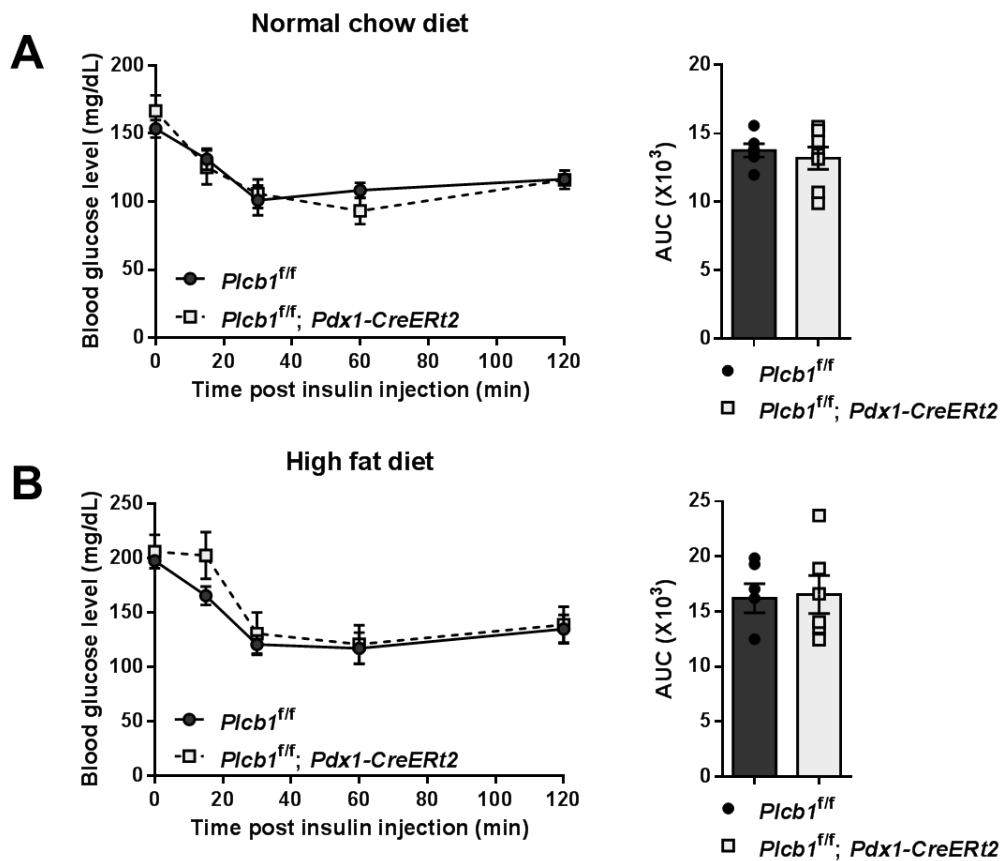 A
Normal chow diet
Blood glucose level (mg/dL)
200
150
100
50
0
0 20 40 60 80 100 120
Time post insulin injection (min)
Plcb1f/f
Plcb1f/f; Pdx1-CreERt2
AUC (X10³)
20
15
10
5
0
Plcb1f/f
Plcb1f/f; Pdx1-CreERt2
B
High fat diet
Blood glucose level (mg/dL)
250
200
150
100
50
0
0 20 40 60 80 100 120
Time post insulin injection (min)
Plcb1f/f
Plcb1f/f; Pdx1-CreERt2
AUC (X10³)
25
20
15
10
5
0
Plcb1f/f
Plcb1f/f; Pdx1-CreERt2